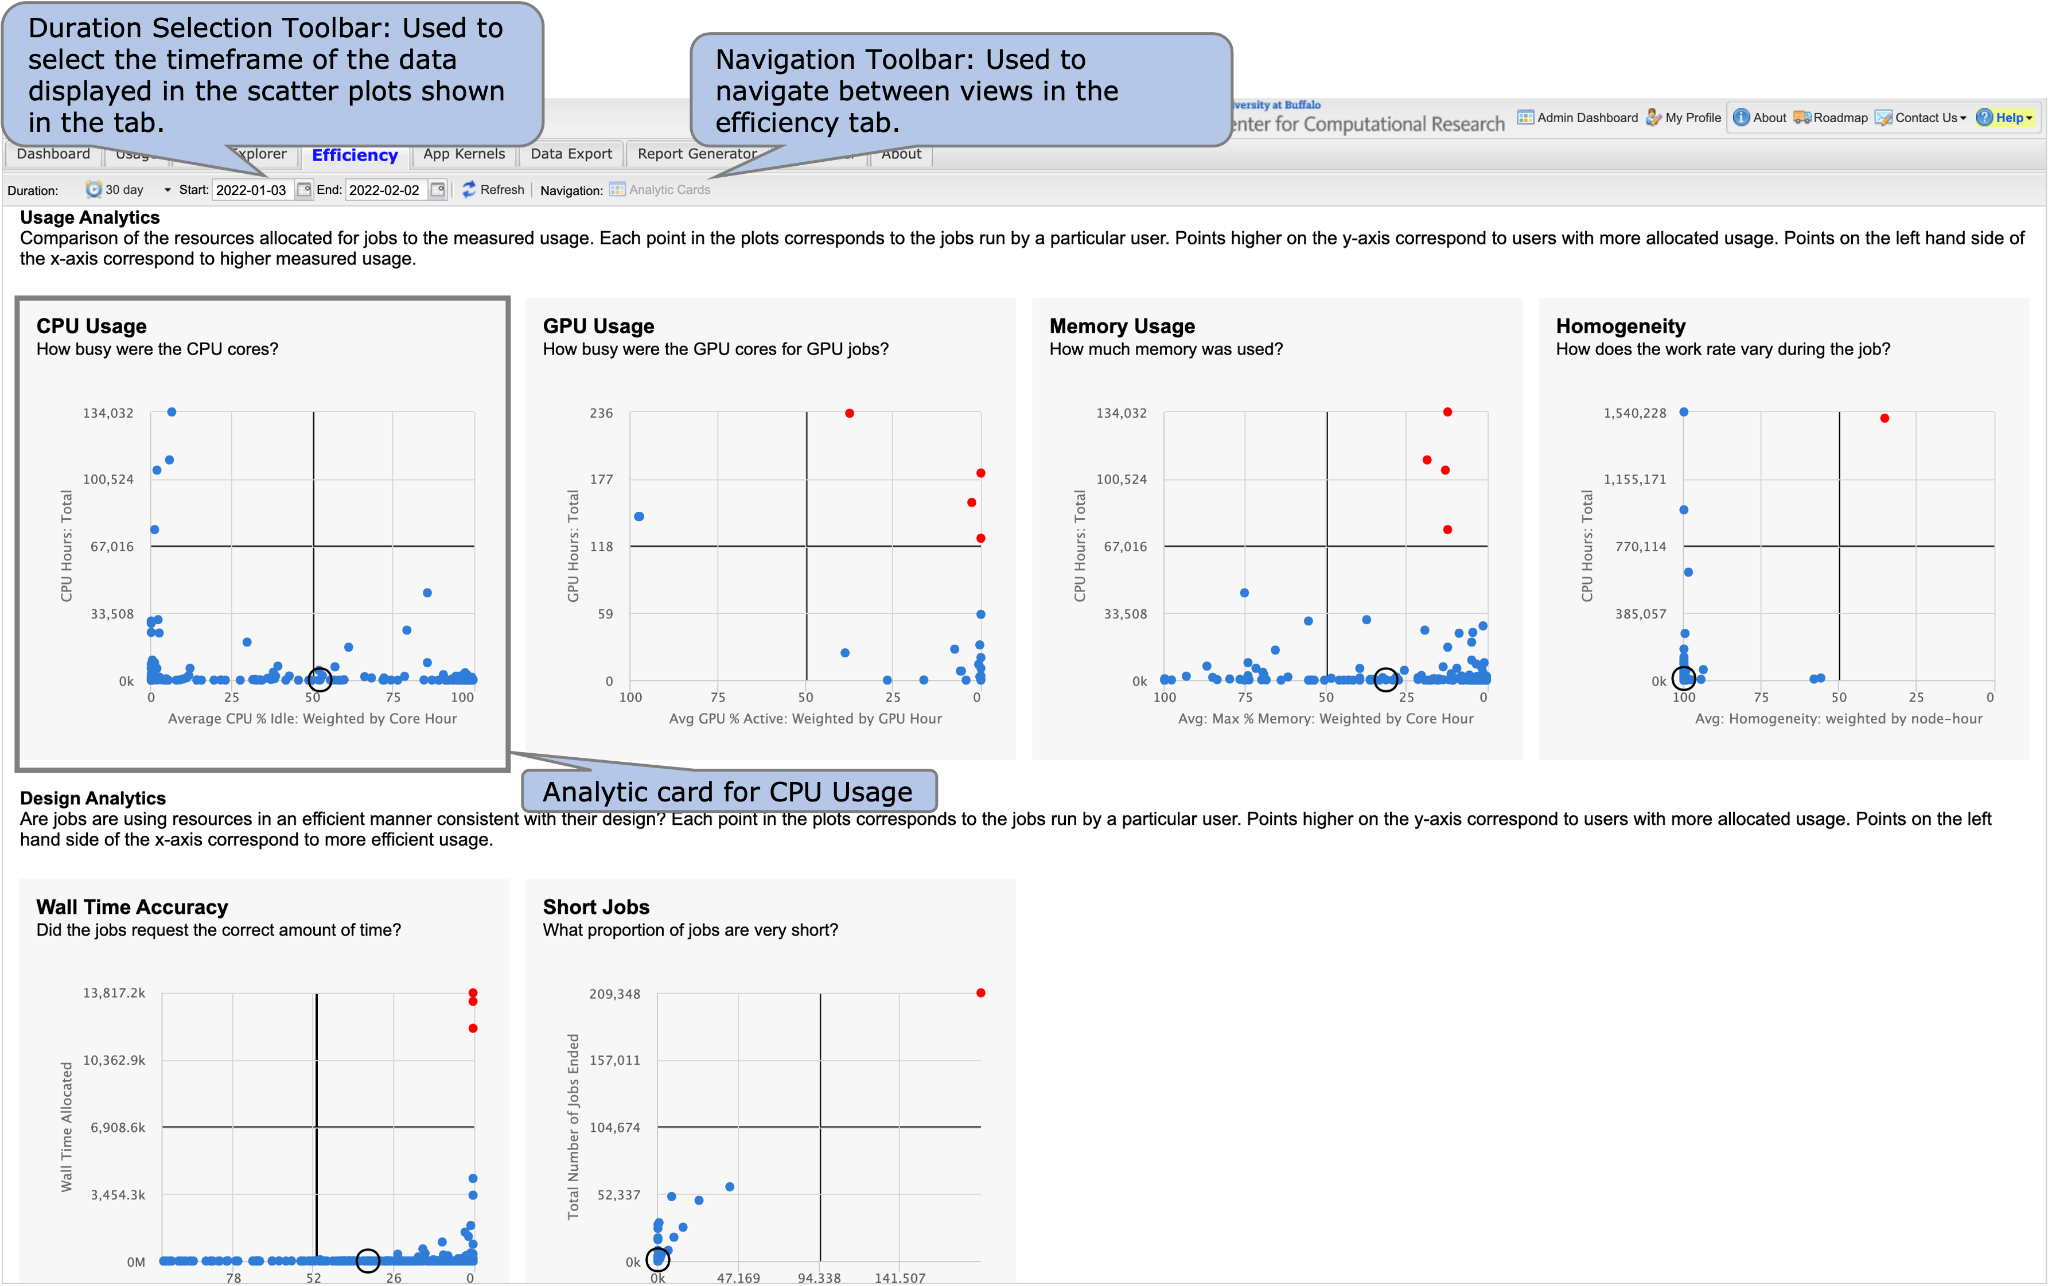 Duration Selection Toolbar: Used to
select the timeframe of the data
displayed in the scatter plots shown
in the tab.
Navigation Toolbar: Used to
navigate between views in the
efficiency tab.
versity at Buffalo
enter for Computational Research
Admin Dashboard My Profile About Roadmap Contact Us Help
Dashboard Explorer Efficiency App Kernels Data Export Report Generator About
Duration: 30 day Start: 2022-01-03 End: 2022-02-02 Refresh Navigation: Analytic Cards
Usage Analytics
Comparison of the resources allocated for jobs to the measured usage. Each point in the plots corresponds to the jobs run by a particular user. Points higher on the y-axis correspond to users with more allocated usage. Points on the left hand side of
the x-axis correspond to higher measured usage.
CPU Usage
How busy were the CPU cores?
134,032
100,524
67,016
33,508
0k
CPU Hours: Total
0 25 50 75 100
Average CPU % Idle: Weighted by Core Hour
GPU Usage
How busy were the GPU cores for GPU jobs?
236
177
118
59
0
GPU Hours: Total
100 75 50 25 0
Avg GPU % Active: Weighted by GPU Hour
Memory Usage
How much memory was used?
134,032
100,524
67,016
33,508
0k
CPU Hours: Total
100 75 50 25 0
Avg: Max % Memory: Weighted by Core Hour
Homogeneity
How does the work rate vary during the job?
1,540,228
1,155,171
770,114
385,057
0k
CPU Hours: Total
100 75 50 25 0
Avg: Homogeneity: weighted by node-hour
Analytic card for CPU Usage
Design Analytics
Are jobs are using resources in an efficient manner consistent with their design? Each point in the plots corresponds to the jobs run by a particular user. Points higher on the y-axis correspond to users with more allocated usage. Points on the left
hand side of the x-axis correspond to more efficient usage.
Wall Time Accuracy
Did the jobs request the correct amount of time?
13,817.2k
10,362.9k
6,908.6k
3,454.3k
0M
Wall Time Allocated
78 52 26 0
Short Jobs
What proportion of jobs are very short?
209,348
157,011
104,674
52,337
0k
Total Number of Jobs Ended
0k 47,169 94,338 141,507